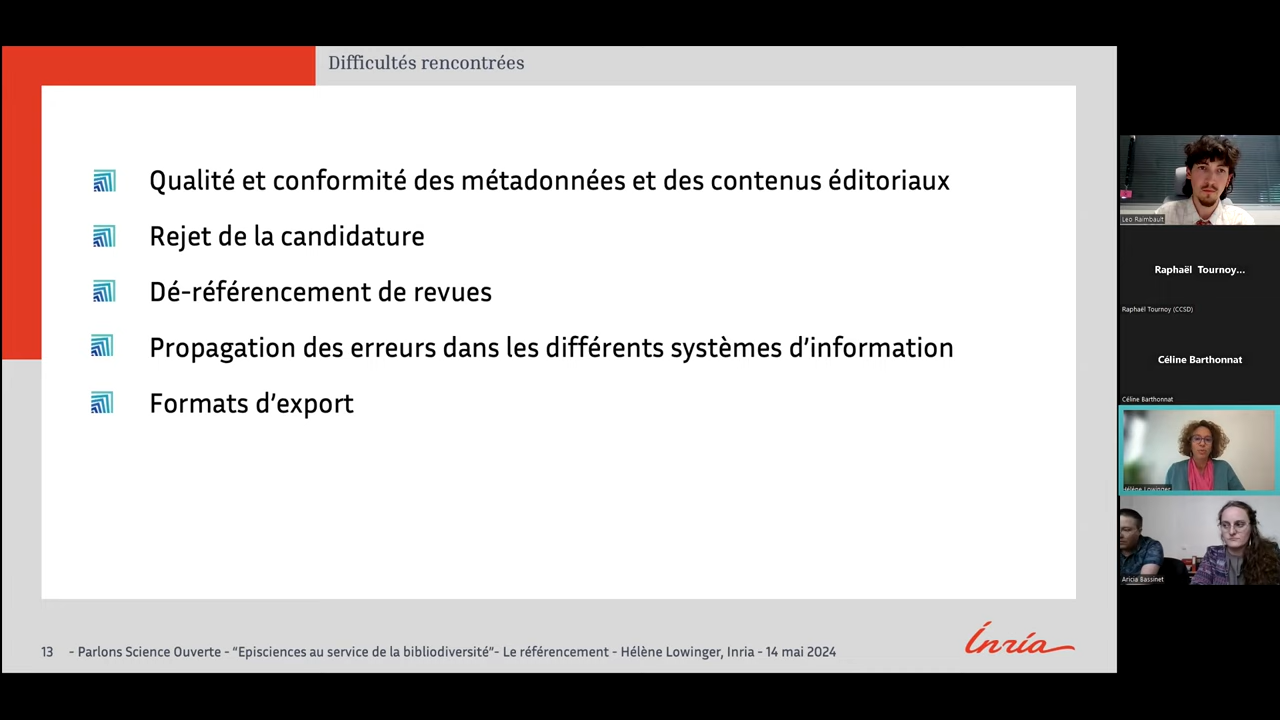 Difficultés rencontrées
Qualité et conformité des métadonnées et des contenus éditoriaux
Rejet de la candidature
Dé-référencement de revues
Propagation des erreurs dans les différents systèmes d’information
Formats d’export
13 - Parlons Science Ouverte - “Episciences au service de la bibliodiversité”- Le référencement - Hélène Lowinger, Inria - 14 mai 2024
Inria
Leo Raimbault
Raphaël Tournoy...
Raphaël Tournoy (CCSD)
Céline Barthonnat
Céline Barthonnat
Hélène Lowinger
Aricia Bassinet